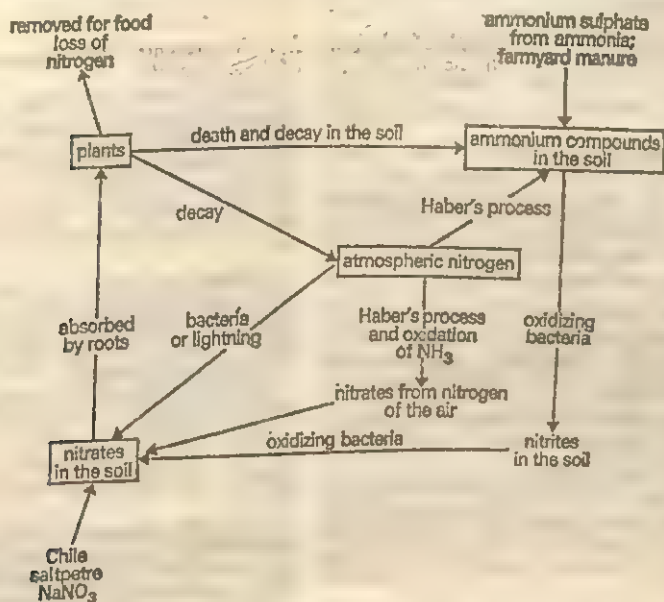 removed for food
loss of
nitrogen
ammonium sulphate
from ammonia;
farmyard manure
plants
death and decay in the soil
ammonium compounds
in the soil
decay
Haber's process
atmospheric nitrogen
absorbed
by roots
bacteria
or lightning
Haber's process
and oxidation
of NH₃
oxidizing
bacteria
nitrates from nitrogen
of the air
nitrates
in the soil
oxidizing bacteria
nitrites
in the soil
Chile
saltpetre
NaNO₃